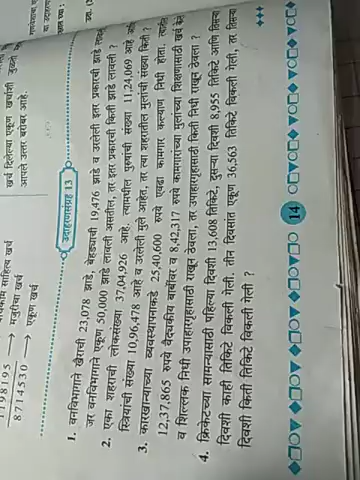 1198195 → मजुरीचा खर्च
8714530 → एकूण खर्च
खर्च दिलेल्या एकूण खर्चाशी
आपले उत्तर बरोबर आहे.
उदाहरणसंग्रह 13
1. वनविभागाने खैराची 23,078 झाडे, बेहड्याची 19,476 झाडे व उरलेली इतर प्रकारची झाडे
जर वनविभागाने एकूण 50,000 झाडे लावली असतील, तर इतर प्रकारची किती झाडे लावली ?
2. एका शहराची लोकसंख्या 37,04,926 आहे. त्यामधील पुरुषांची संख्या 11,24,069 आहे
स्त्रियांची संख्या 10,96,478 आहे व उरलेली मुले आहेत, तर त्या शहरातील मुलांची संख्या किती ?
3. कारखान्याच्या व्यवस्थापनाकडे 25,40,600 रुपये एवढा कामगार कल्याण निधी होता. त्यातील
12,37,865 रुपये वैद्यकीय बाबींवर व 8,42,317 रुपये कामगारांच्या मुलांच्या शिक्षणासाठी खर्च केले
व शिल्लक निधी उपाहारगृहासाठी राखून ठेवला, तर उपाहारगृहासाठी किती निधी राखून ठेवला ?
4. क्रिकेटच्या सामन्यासाठी पहिल्या दिवशी 13,608 तिकिटे, दुसऱ्या दिवशी 8,955 तिकिटे आणि तिसऱ्या
दिवशी काही तिकिटे विकली गेली. तीन दिवसांत एकूण 36,563 तिकिटे विकली गेली, तर तिसऱ्या
दिवशी किती तिकिटे विकली गेली ?
14